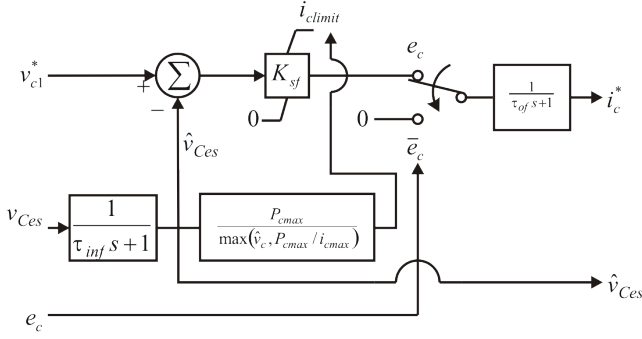 i_climit
e_c
v*_c1
+
Σ
−
K_sf
1
τ_of s+1
i*_c
0
0
v̂_Ces
ē_c
v_Ces
1
τ_inf s+1
P_cmax
max(v̂_c, P_cmax / i_cmax)
v̂_Ces
e_c